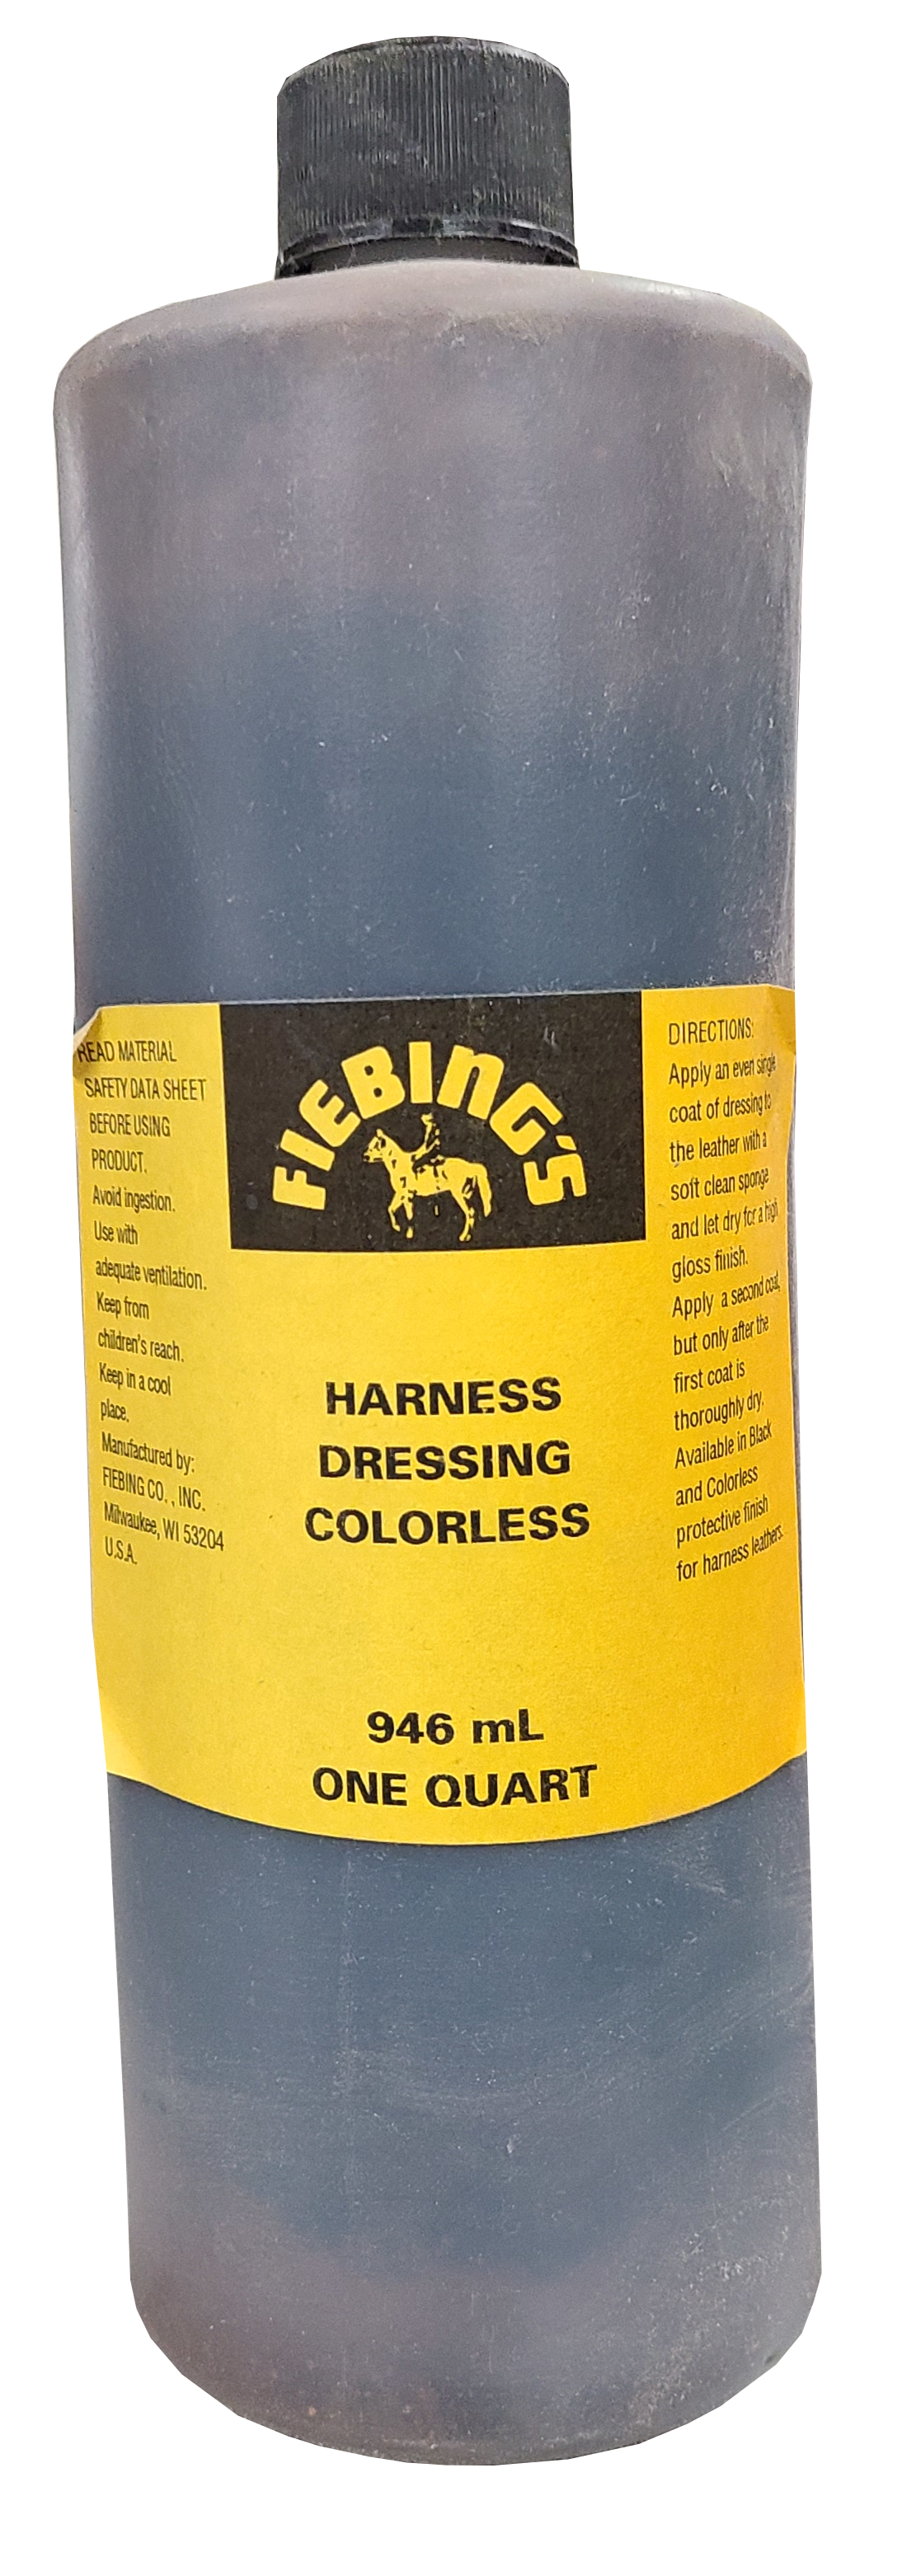 READ MATERIAL
SAFETY DATA SHEET
BEFORE USING
PRODUCT.
Avoid ingestion.
Use with
adequate ventilation.
Keep from
children's reach.
Keep in a cool
place.
Manufactured by:
FIEBING CO., INC.
Milwaukee, WI 53204
U.S.A.
FIEBING'S
HARNESS
DRESSING
COLORLESS
946 mL
ONE QUART
DIRECTIONS:
Apply an even single
coat of dressing to
the leather with a
soft clean sponge
and let dry for a high
gloss finish.
Apply a second coat,
but only after the
first coat is
thoroughly dry.
Available in Black
and Colorless
protective finish
for harness leathers.